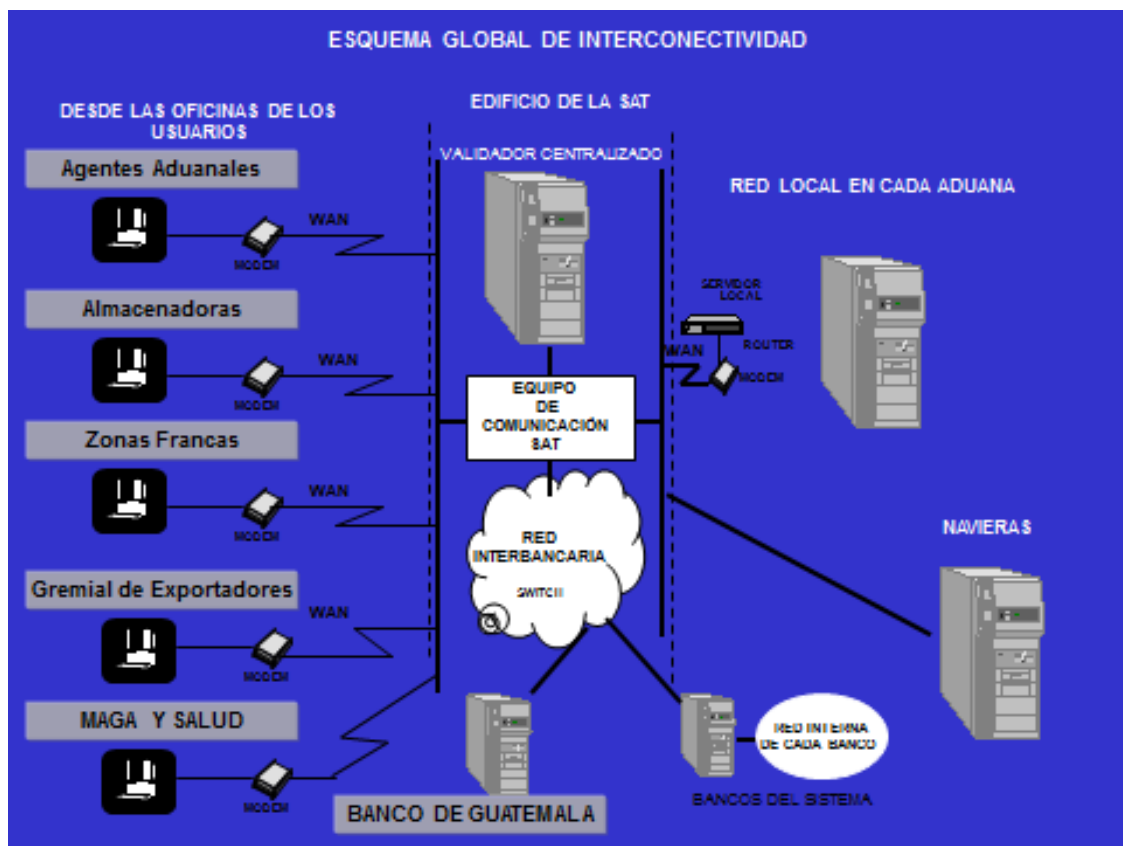 ESQUEMA GLOBAL DE INTERCONECTIVIDAD
DESDE LAS OFICINAS DE LOS
USUARIOS
Agentes Aduanales
WAN
MODEM
Almacenadoras
WAN
MODEM
Zonas Francas
WAN
MODEM
Gremial de Exportadores
WAN
MODEM
MAGA Y SALUD
MODEM
EDIFICIO DE LA SAT
VALIDADOR CENTRALIZADO
EQUIPO
DE
COMUNICACIÓN
SAT
RED
INTERBANCARIA
SWITCH
BANCO DE GUATEMALA
RED LOCAL EN CADA ADUANA
SERVIDOR
LOCAL
ROUTER
WAN
MODEM
NAVIERAS
RED INTERNA
DE CADA BANCO
BANCOS DEL SISTEMA